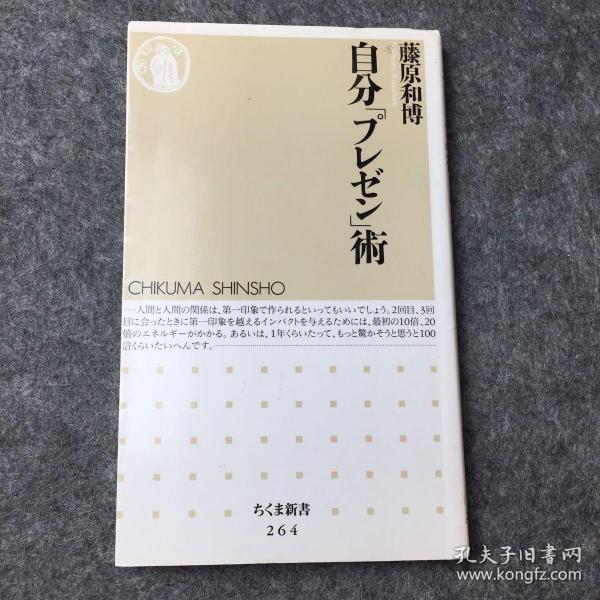 藤原和博
自分「プレゼン」術
CHIKUMA SHINSHO
人間と人間の関係は、第一印象で作られるといってもいいでしょう。2回目、3回
目に会ったときに第一印象を越えるインパクトを与えるためには、最初の10倍、20
倍のエネルギーがかかる。あるいは、1年くらいたって、もっと驚かそうと思うと100
倍くらいたいへんです。
ちくま新書
264
孔夫子旧书网
www.kongfz.com